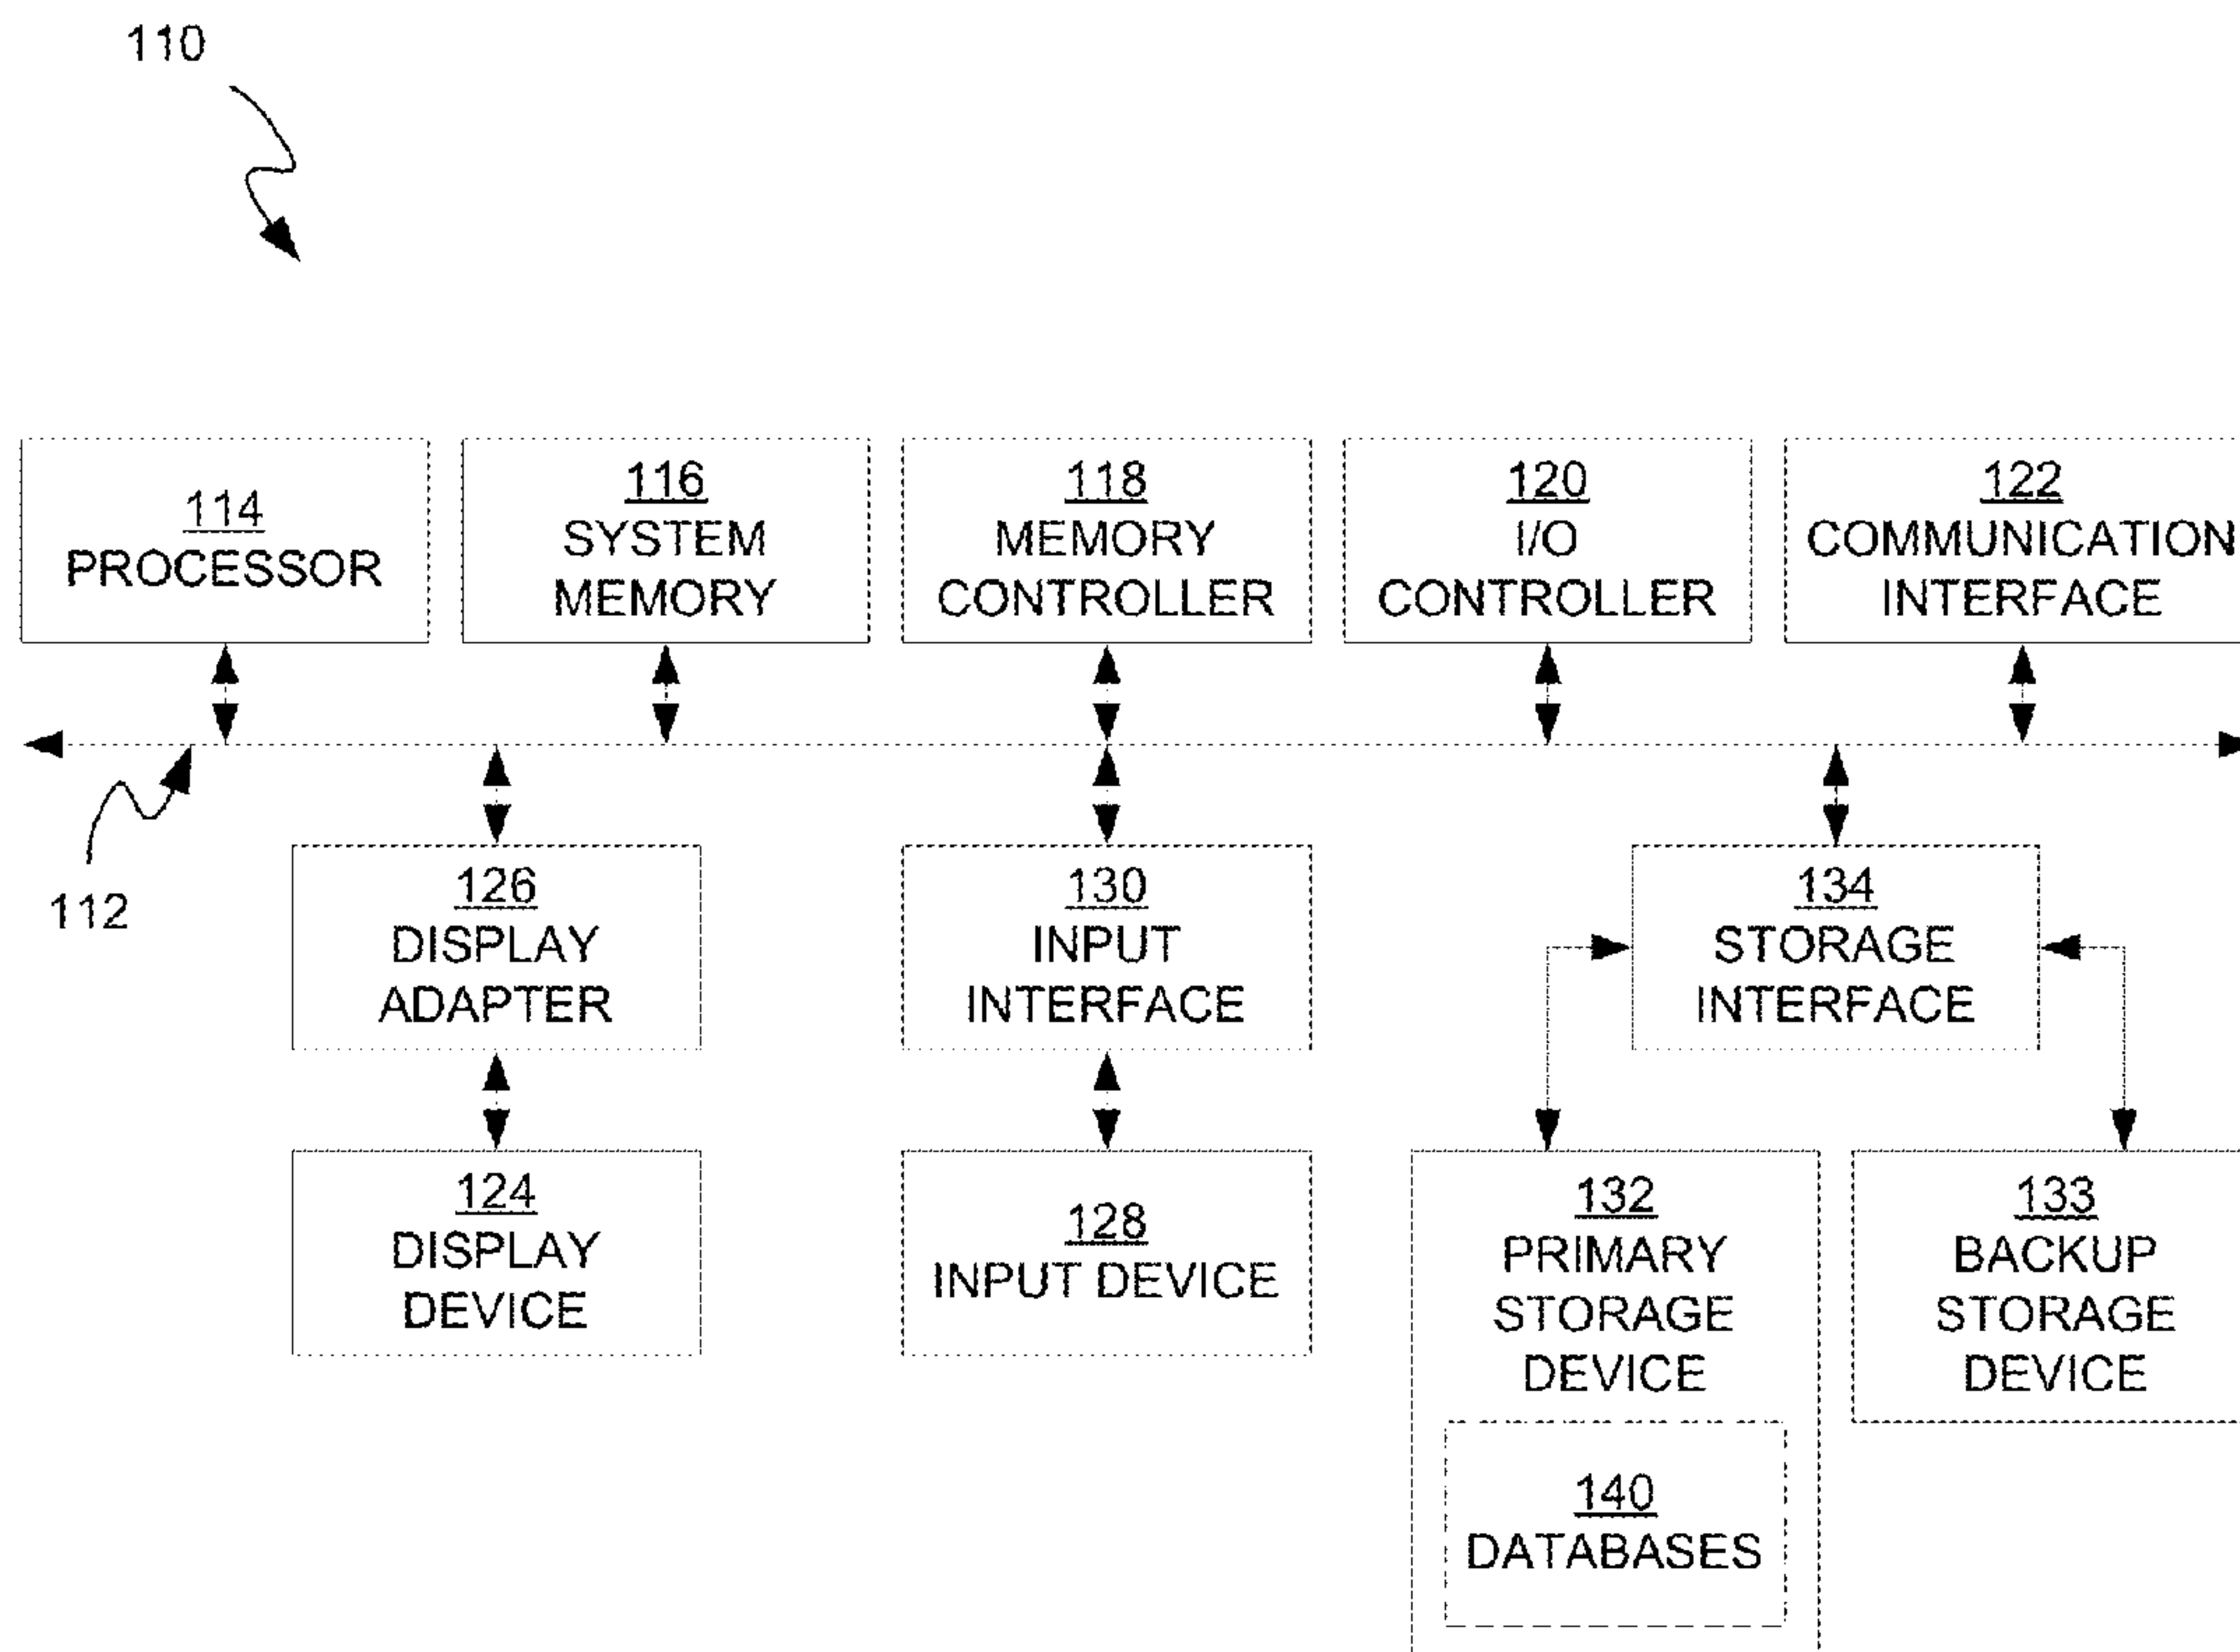 110
114
PROCESSOR
116
SYSTEM
MEMORY
118
MEMORY
CONTROLLER
120
I/O
CONTROLLER
122
COMMUNICATION
INTERFACE
112
126
DISPLAY
ADAPTER
130
INPUT
INTERFACE
134
STORAGE
INTERFACE
124
DISPLAY
DEVICE
128
INPUT DEVICE
132
PRIMARY
STORAGE
DEVICE
133
BACKUP
STORAGE
DEVICE
140
DATABASES